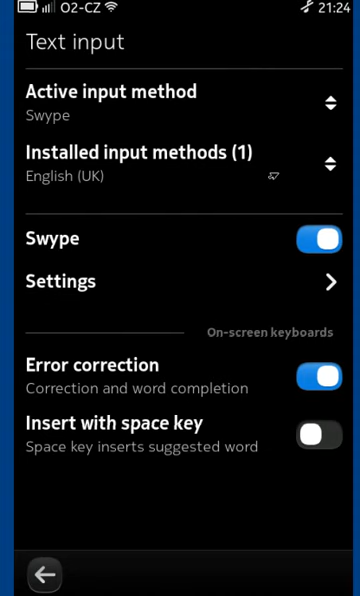 O2-CZ 21:24
Text input
Active input method
Swype
Installed input methods (1)
English (UK)
Swype
Settings
On-screen keyboards
Error correction
Correction and word completion
Insert with space key
Space key inserts suggested word